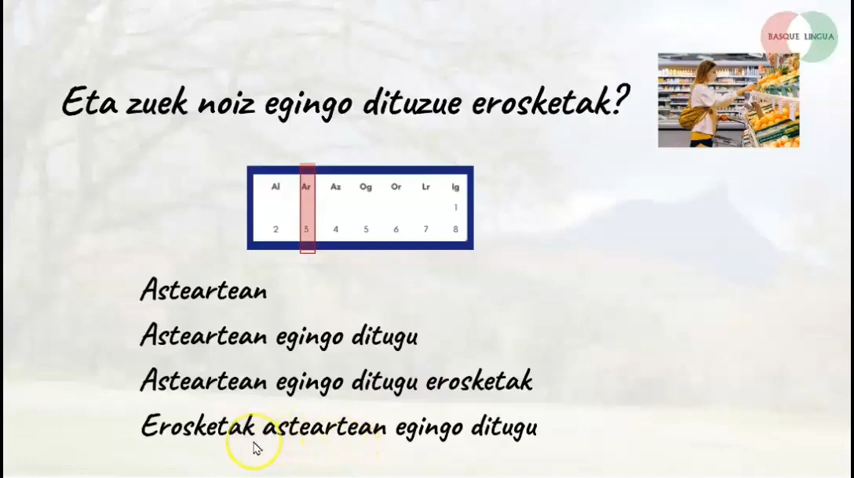 BASQUE LINGUA
Eta zuek noiz egingo dituzue erosketak?
Al Ar Az Og Or Lr Ig
1
2 3 4 5 6 7 8
Asteartean
Asteartean egingo ditugu
Asteartean egingo ditugu erosketak
Erosketak asteartean egingo ditugu